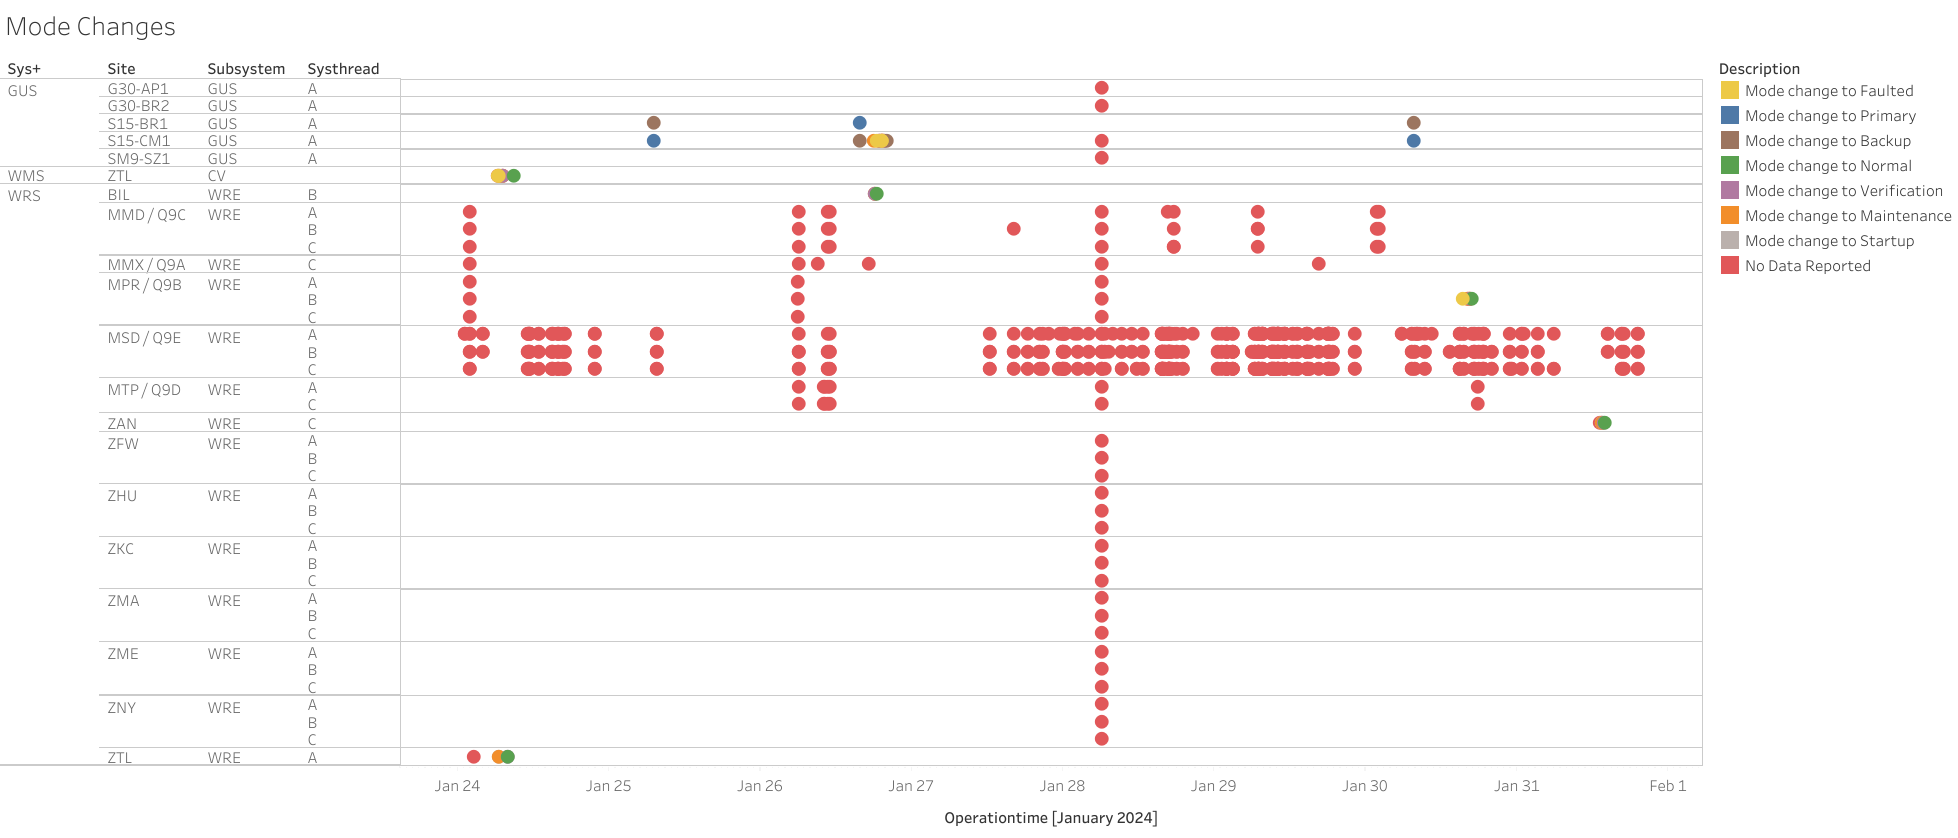 Mode Changes
Sys+ Site Subsystem Systhread
GUS G30-AP1 GUS A
G30-BR2 GUS A
S15-BR1 GUS A
S15-CM1 GUS A
SM9-SZ1 GUS A
WMS ZTL CV
WRS BIL WRE B
MMD / Q9C WRE A
B
C
MMX / Q9A WRE C
MPR / Q9B WRE A
B
C
MSD / Q9E WRE A
B
C
MTP / Q9D WRE A
C
ZAN WRE C
ZFW WRE A
B
C
ZHU WRE A
B
C
ZKC WRE A
B
C
ZMA WRE A
B
C
ZME WRE A
B
C
ZNY WRE A
B
C
ZTL WRE A
Jan 24 Jan 25 Jan 26 Jan 27 Jan 28 Jan 29 Jan 30 Jan 31 Feb 1
Operationtime [January 2024]
Description
Mode change to Faulted
Mode change to Primary
Mode change to Backup
Mode change to Normal
Mode change to Verification
Mode change to Maintenance
Mode change to Startup
No Data Reported